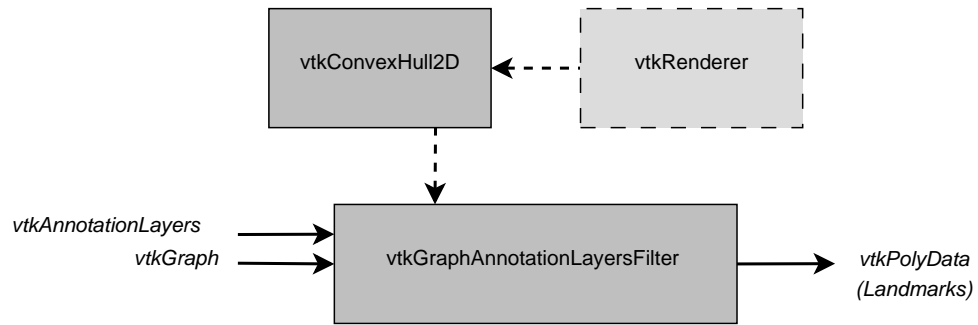 vtkConvexHull2D
vtkRenderer
vtkAnnotationLayers
vtkGraph
vtkGraphAnnotationLayersFilter
vtkPolyData
(Landmarks)